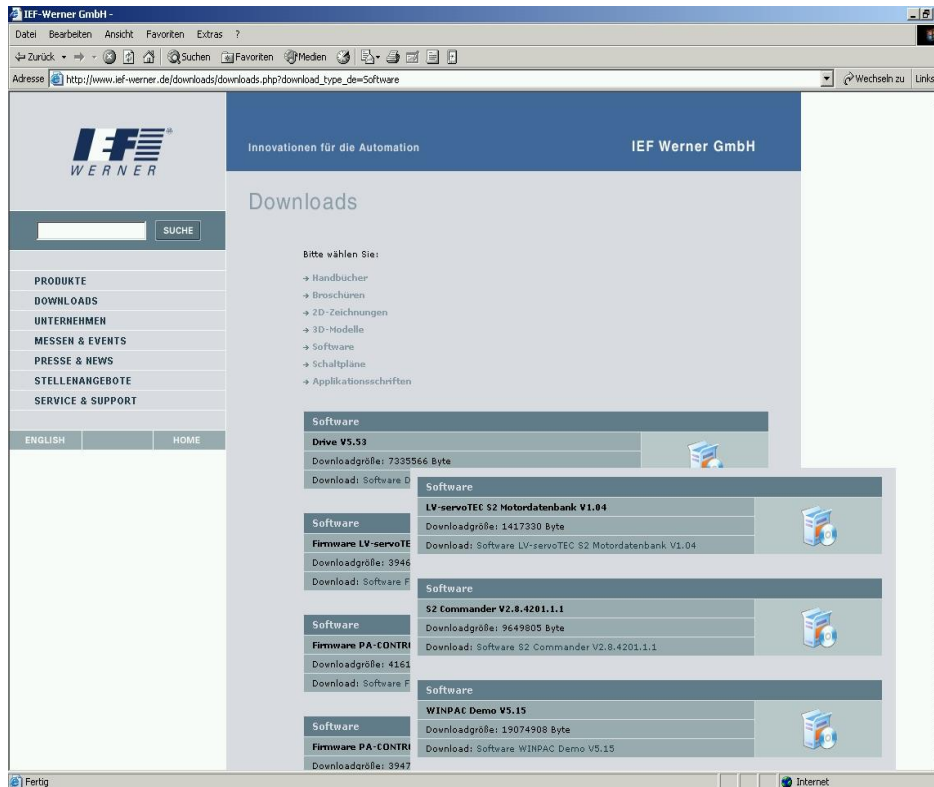 IEF-Werner GmbH -
Datei Bearbeiten Ansicht Favoriten Extras ?
Zurück Suchen Favoriten Medien
Adresse http://www.ief-werner.de/downloads/downloads.php?download_type_de=Software Wechseln zu Links
IEF
WERNER
Innovationen für die Automation IEF Werner GmbH
Downloads
SUCHE
PRODUKTE
DOWNLOADS
UNTERNEHMEN
MESSEN & EVENTS
PRESSE & NEWS
STELLENANGEBOTE
SERVICE & SUPPORT
ENGLISH HOME
Bitte wählen Sie:
Handbücher
Broschüren
2D-Zeichnungen
3D-Modelle
Software
Schaltpläne
Applikationsschriften
Software
Drive V5.53
Downloadgröße: 7335566 Byte
Download: Software D
Software
Firmware LV-servoTE
Downloadgröße: 3946
Download: Software F
Software
Firmware PA-CONTR
Downloadgröße: 4161
Download: Software F
Software
Firmware PA-CONTR
Downloadgröße: 3947
Software
LV-servoTEC S2 Motordatenbank V1.04
Downloadgröße: 1417330 Byte
Download: Software LV-servoTEC S2 Motordatenbank V1.04
Software
S2 Commander V2.8.4201.1.1
Downloadgröße: 9649805 Byte
Download: Software S2 Commander V2.8.4201.1.1
Software
WINPAC Demo V5.15
Downloadgröße: 19074908 Byte
Download: Software WINPAC Demo V5.15
Fertig Internet